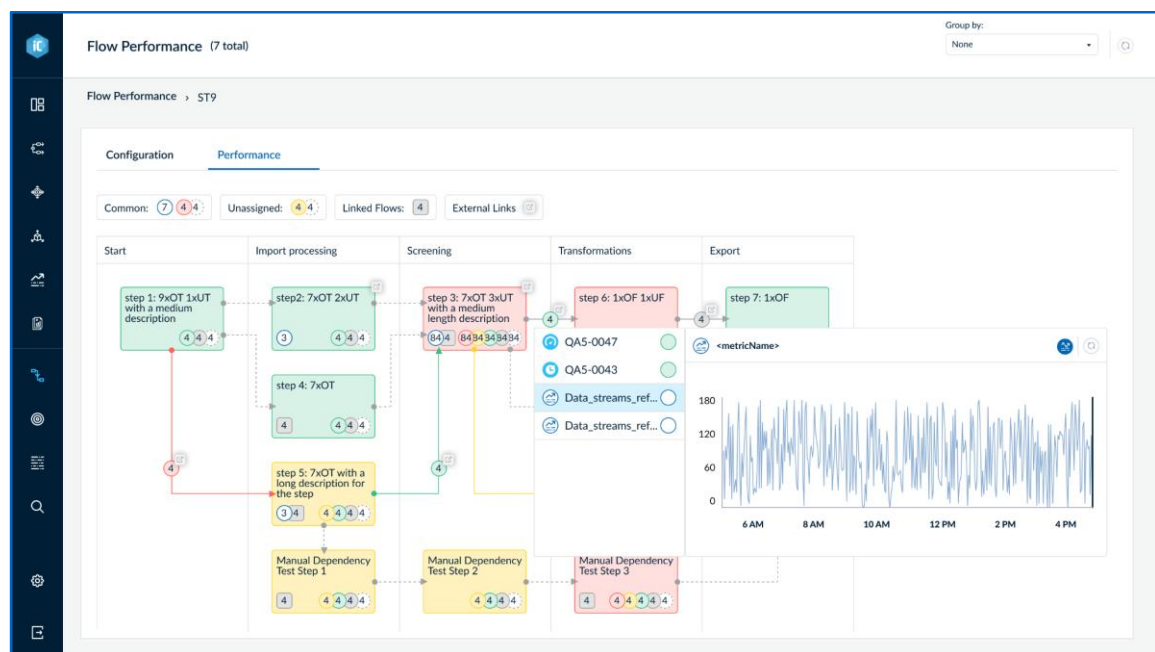 iC
Flow Performance (7 total)
Group by:
None
Flow Performance › ST9
Configuration
Performance
Common: 7 4 4
Unassigned: 4 4
Linked Flows: 4
External Links
Start
Import processing
Screening
Transformations
Export
step 1: 9xOT 1xUT
with a medium
description
4 4 4
step2: 7xOT 2xUT
3 4 4 4
step 3: 7xOT 3xUT
with a medium
length description
84 4 84 84 84 84 84
4
step 6: 1xOF 1xUF
4
step 7: 1xOF
step 4: 7xOT
4 4 4 4
4
step 5: 7xOT with a
long description for
the step
3 4 4 4 4 4
4
Manual Dependency
Test Step 1
4 4 4 4 4
Manual Dependency
Test Step 2
4 4 4 4
Manual Dependency
Test Step 3
4 4 4 4 4 4
QA5-0047
QA5-0043
Data_streams_ref...
Data_streams_ref...
<metricName>
180
120
60
0
6 AM 8 AM 10 AM 12 PM 2 PM 4 PM